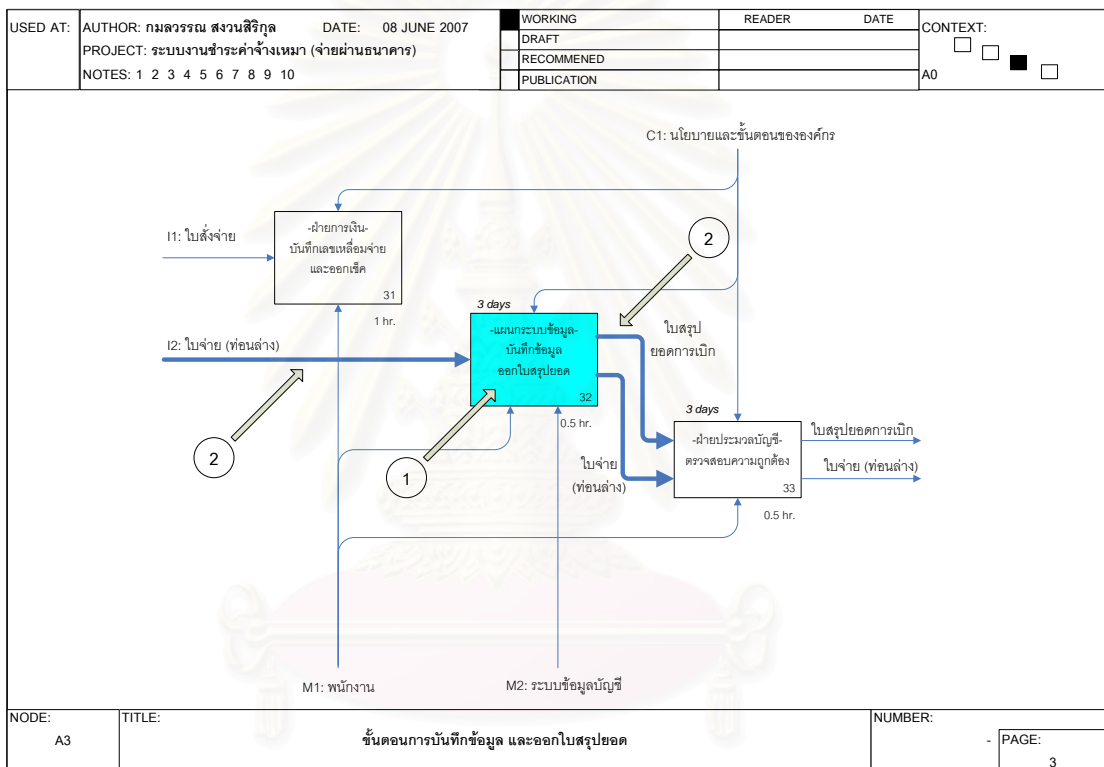 USED AT:
AUTHOR: กมลวรรณ สงวนสิริกุล DATE: 08 JUNE 2007
PROJECT: ระบบงานชำระค่าจ้างเหมา (จ่ายผ่านธนาคาร)
NOTES: 1 2 3 4 5 6 7 8 9 10
WORKING
DRAFT
RECOMMENED
PUBLICATION
READER DATE
CONTEXT:
A0
C1: นโยบายและขั้นตอนขององค์กร
I1: ใบสั่งจ่าย
-ฝ่ายการเงิน-
บันทึกเลขเหลื่อมจ่าย
และออกเช็ค
31
1 hr.
2
3 days
I2: ใบจ่าย (ท่อนล่าง)
-แผนกระบบข้อมูล-
บันทึกข้อมูล
ออกใบสรุปยอด
32
0.5 hr.
ใบสรุป
ยอดการเบิก
2
1
ใบจ่าย
(ท่อนล่าง)
3 days
-ฝ่ายประมวลบัญชี-
ตรวจสอบความถูกต้อง
33
0.5 hr.
ใบสรุปยอดการเบิก
ใบจ่าย (ท่อนล่าง)
M1: พนักงาน
M2: ระบบข้อมูลบัญชี
NODE:
A3
TITLE:
ขั้นตอนการบันทึกข้อมูล และออกใบสรุปยอด
NUMBER:
-
PAGE:
3